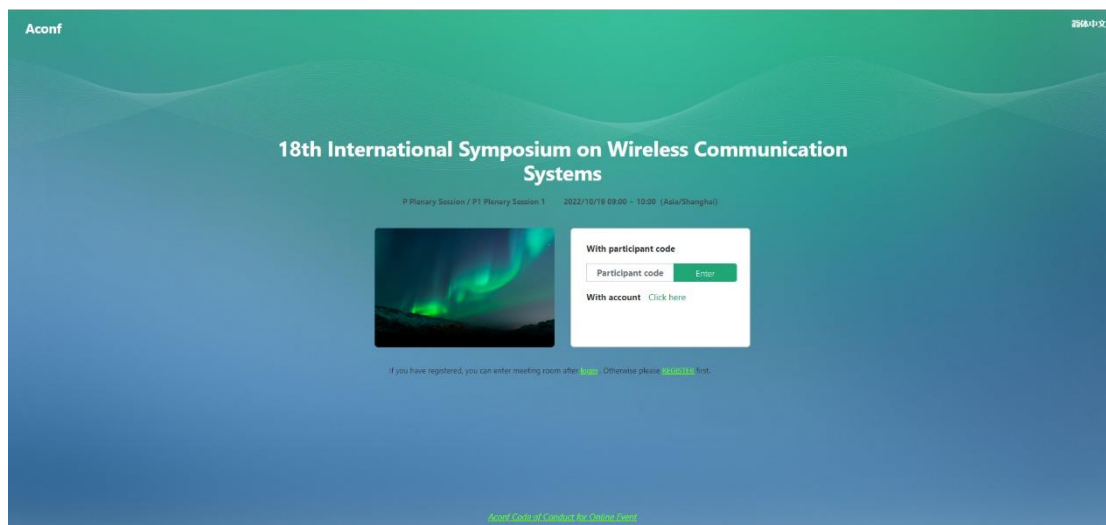 Aconf
简体中文
18th International Symposium on Wireless Communication
Systems
P Plenary Session / P1 Plenary Session 1 2022/10/19 09:00 ~ 10:00 (Asia/Shanghai)
With participant code
Participant code Enter
With account Click here
If you have registered, you can enter meeting room after login . Otherwise please REGISTER first.
Aconf Code of Conduct for Online Event